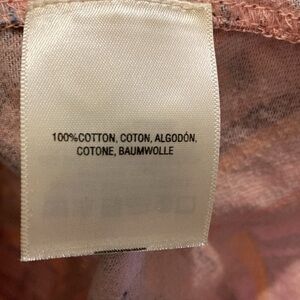 100%COTTON, COTON, ALGODÓN,
COTONE, BAUMWOLLE